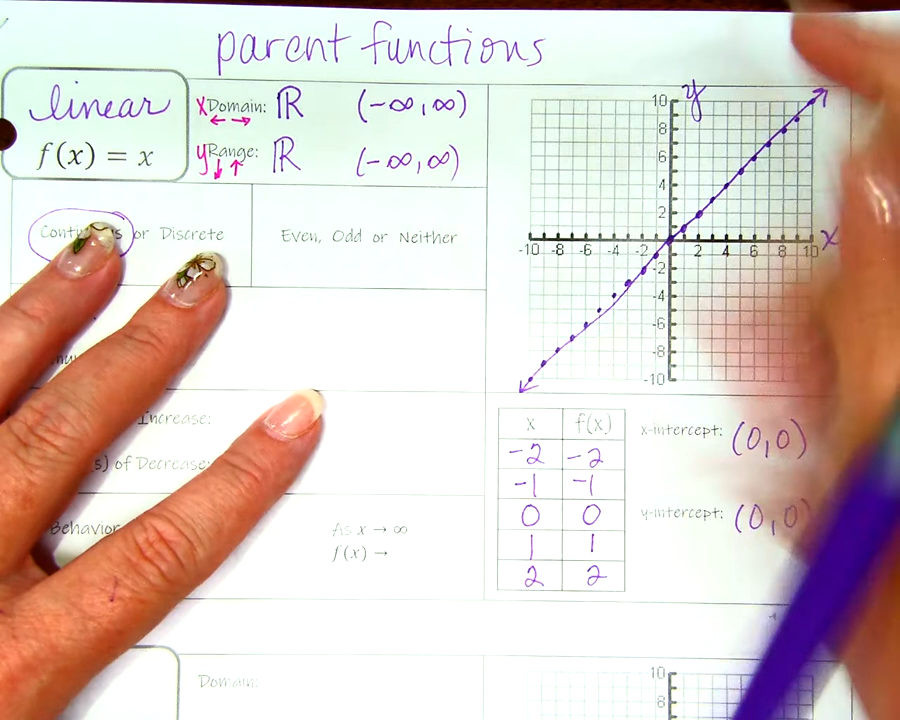 parent functions
linear
f(x) = x
x Domain: ℝ (-∞,∞)
y Range: ℝ (-∞,∞)
or Discrete
Even, Odd or Neither
Increase:
of Decrease:
Behavior
As x → ∞
f(x) →
y
10
8
6
4
2
-10 -8 -6 -4 -2 2 4 6 8 10 x
-2
-4
-6
-8
-10
x f(x)
-2 -2
-1 -1
0 0
1 1
2 2
x-intercept: (0,0)
y-intercept: (0,0)
Domain:
10
8